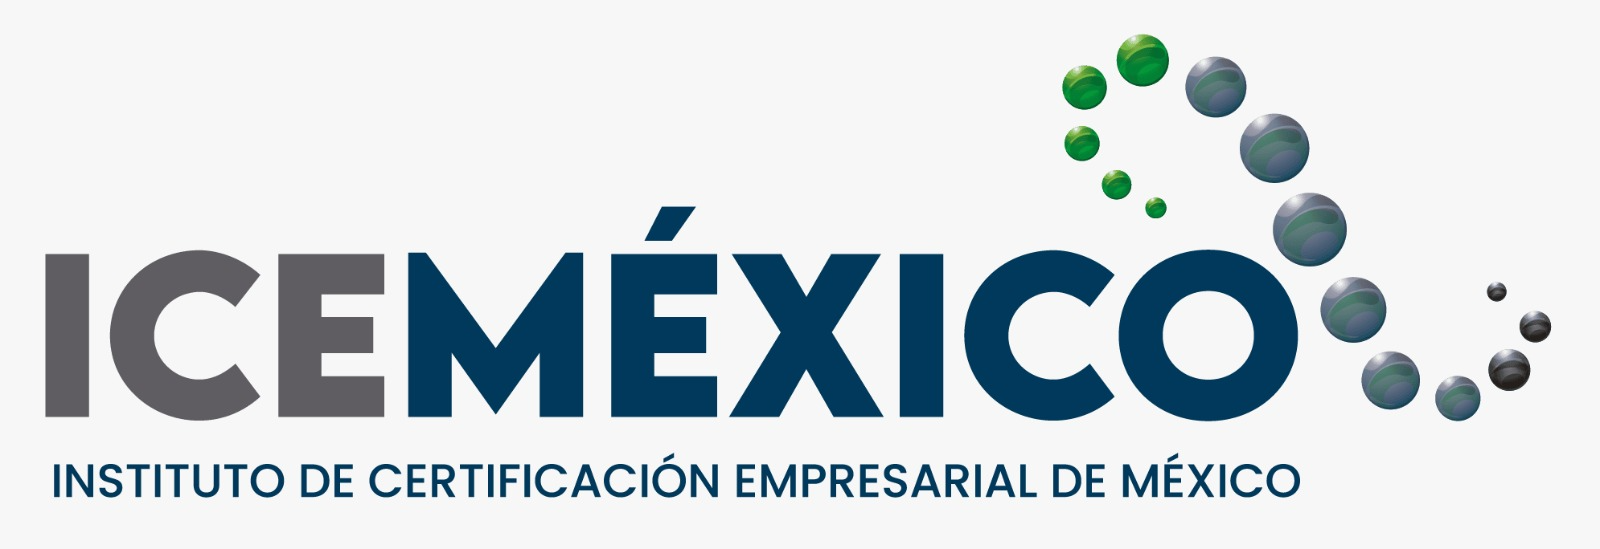 ICEMÉXICO
INSTITUTO DE CERTIFICACIÓN EMPRESARIAL DE MÉXICO